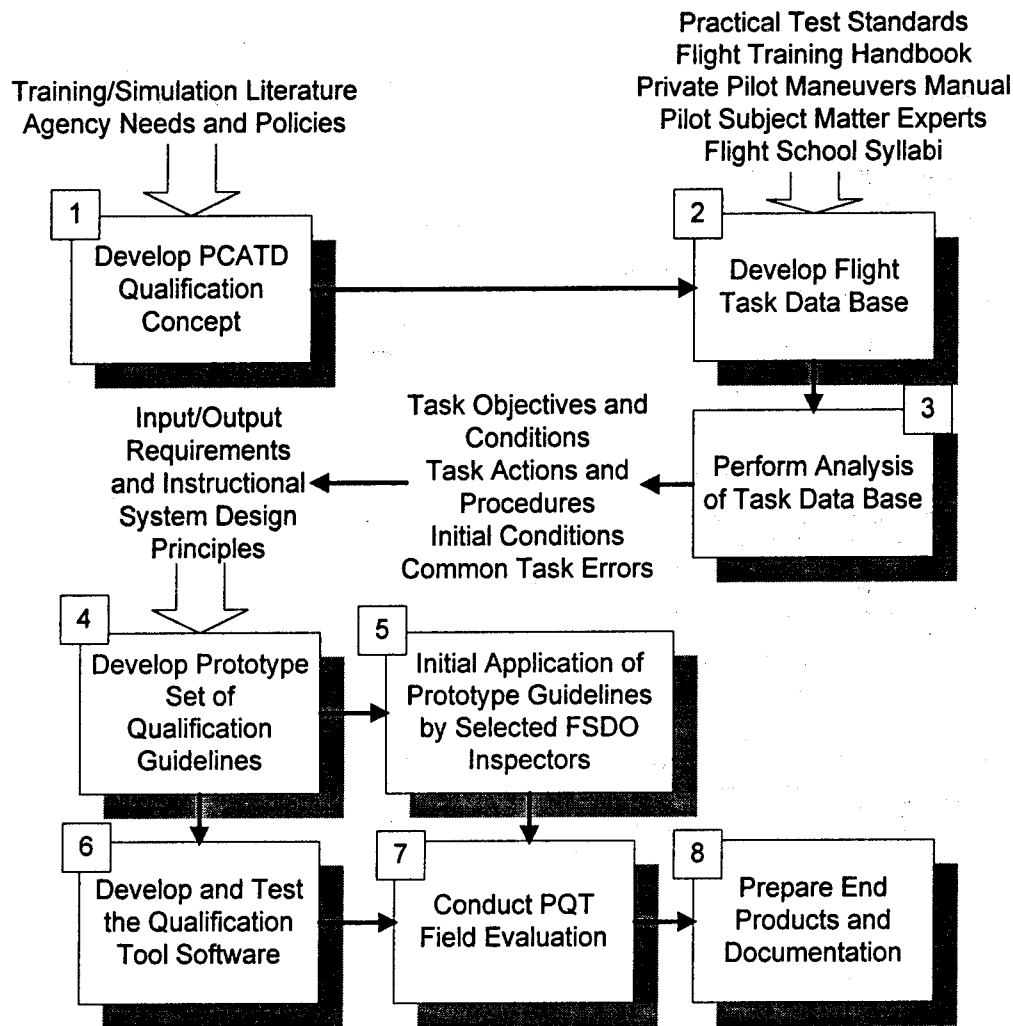 Training/Simulation Literature
Agency Needs and Policies
Practical Test Standards
Flight Training Handbook
Private Pilot Maneuvers Manual
Pilot Subject Matter Experts
Flight School Syllabi
1
Develop PCATD
Qualification
Concept
2
Develop Flight
Task Data Base
3
Perform Analysis
of Task Data Base
Task Objectives and
Conditions
Task Actions and
Procedures
Initial Conditions
Common Task Errors
Input/Output
Requirements
and Instructional
System Design
Principles
4
Develop Prototype
Set of
Qualification
Guidelines
5
Initial Application of
Prototype Guidelines
by Selected FSDO
Inspectors
6
Develop and Test
the Qualification
Tool Software
7
Conduct PQT
Field Evaluation
8
Prepare End
Products and
Documentation